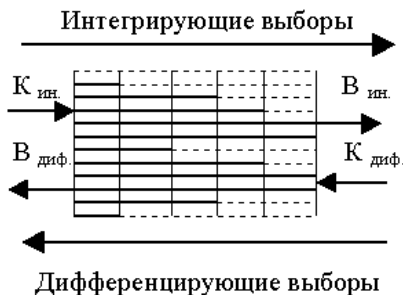 Интегрирующие выборы
К ин. В ин.
В диф. К диф.
Дифференцирующие выборы